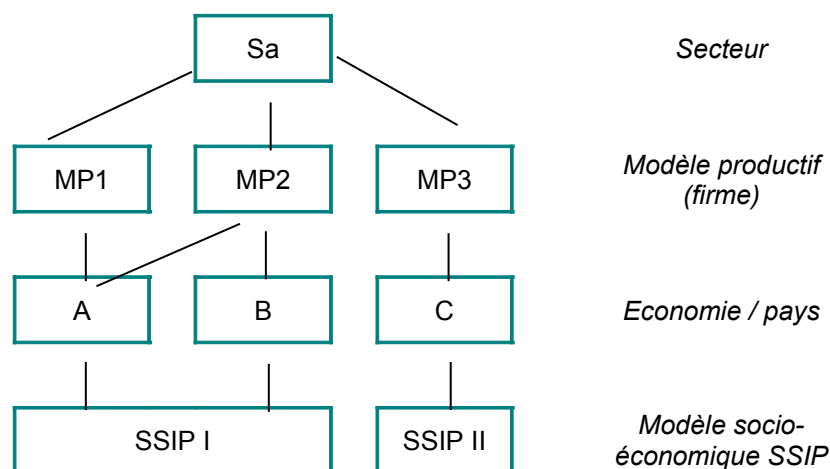 Sa
Secteur
MP1
MP2
MP3
Modèle productif
(firme)
A
B
C
Economie / pays
SSIP I
SSIP II
Modèle socio-
économique SSIP